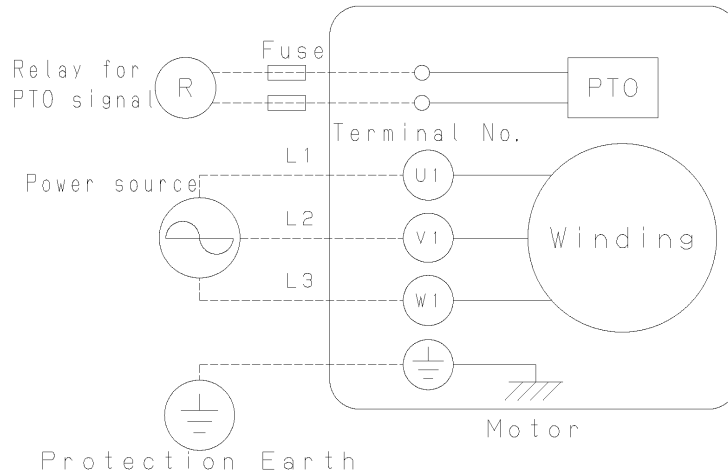 Fuse
Relay for
PTO signal
R
PTO
Terminal No.
L1
U1
Power source
L2
V1
Winding
L3
W1
Motor
Protection Earth